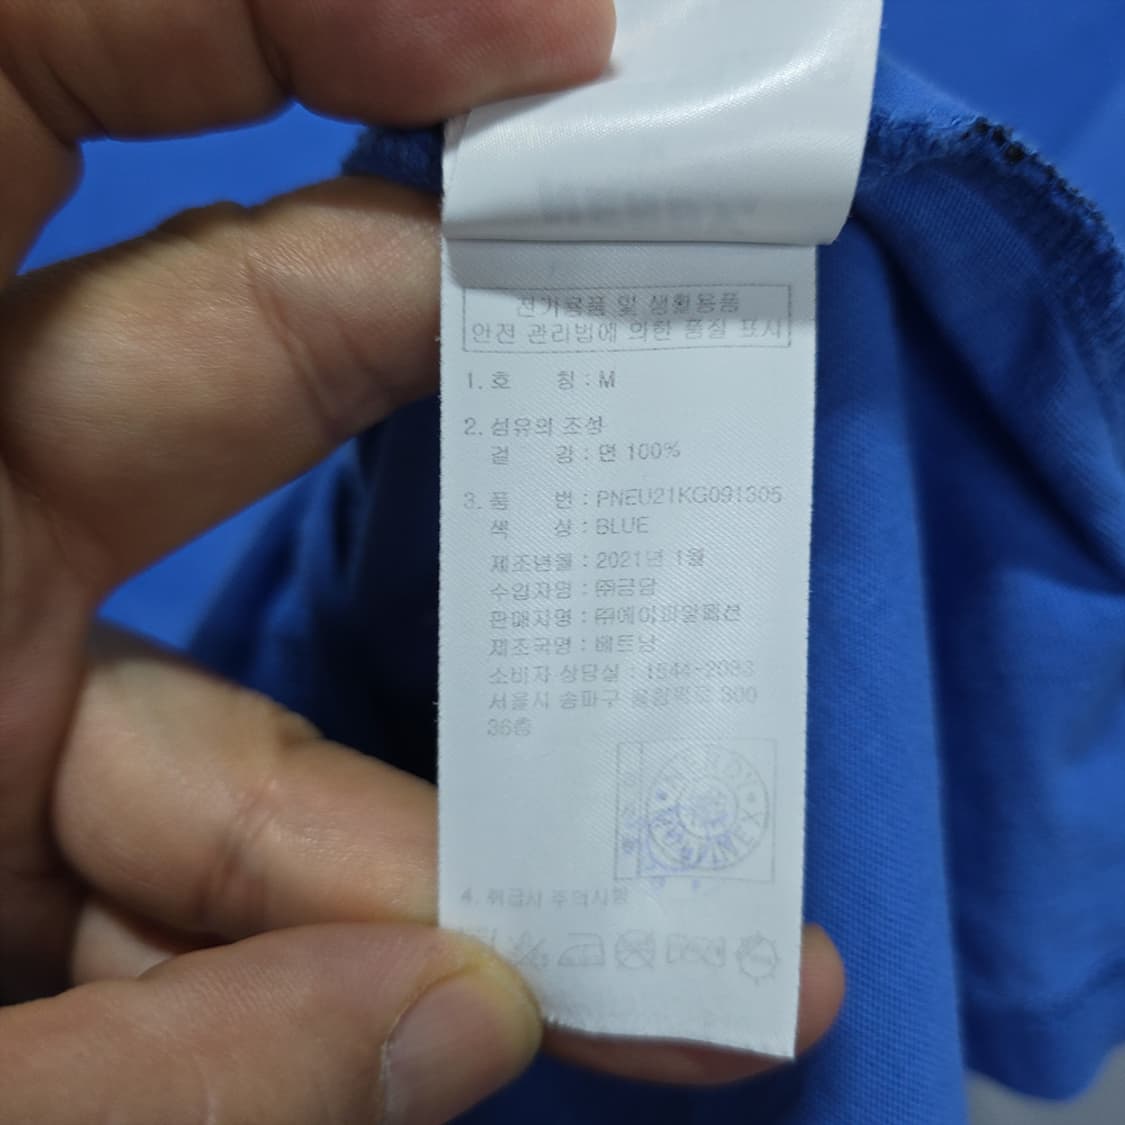 전기용품 및 생활용품
안전 관리법에 의한 품질 표시
1. 호 칭 : M
2. 섬유의 조성
겉 감 : 면 100%
3. 품 번 : PNEU21KG091305
색 상 : BLUE
제조년월 : 2021년 1월
수입자명 : ㈜금담
판매자명 : ㈜에이파일패션
제조국명 : 베트남
소비자 상담실 : 1544-2083
서울시 송파구 올림픽로 300
36층
4. 취급시 주의사항